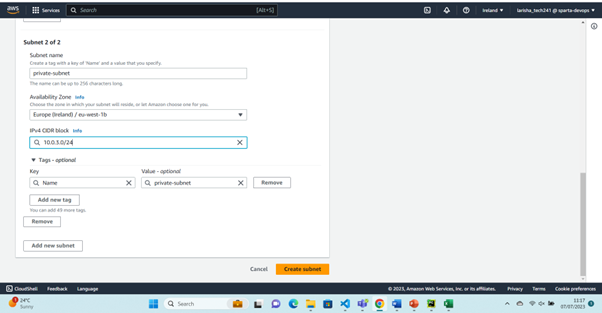 aws Services Search [Alt+S] Ireland larisha_tech241 @ sparta-devops
Subnet 2 of 2
Subnet name
Create a tag with a key of 'Name' and a value that you specify.
private-subnet
The name can be up to 256 characters long.
Availability Zone Info
Choose the zone in which your subnet will reside, or let Amazon choose one for you.
Europe (Ireland) / eu-west-1b
IPv4 CIDR block Info
10.0.3.0/24
Tags - optional
Key Value - optional
Name private-subnet Remove
Add new tag
You can add 49 more tags.
Remove
Add new subnet
Cancel Create subnet
CloudShell Feedback Language © 2023, Amazon Web Services, Inc. or its affiliates. Privacy Terms Cookie preferences
24°C Search 11:17
Sunny 07/07/2023